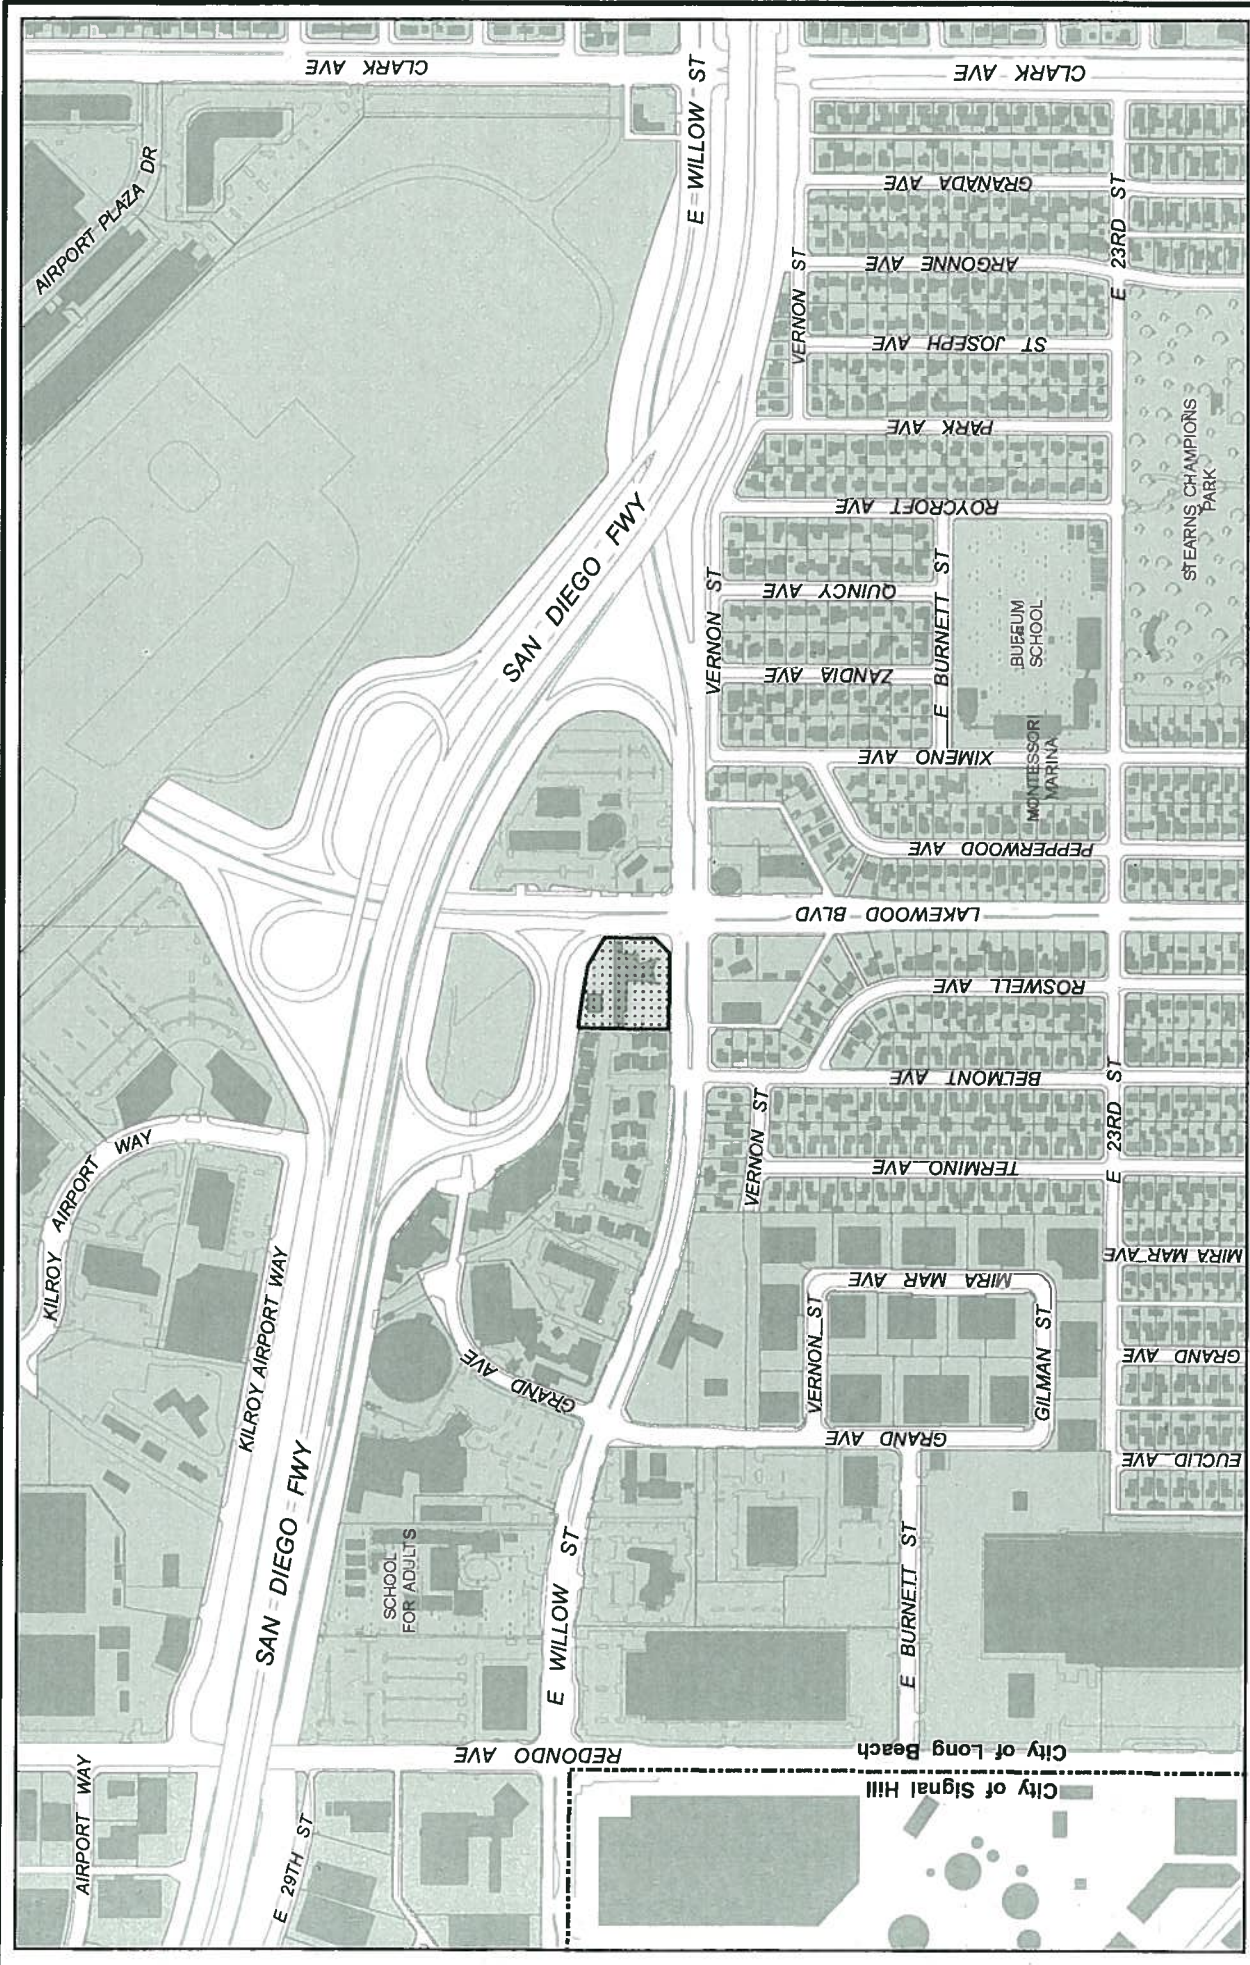 CLARK AVE
E WILLOW ST
CLARK AVE
AIRPORT PLAZA DR
GRANADA AVE
E 23RD ST
ARGONNE AVE
VERNON ST
ST JOSEPH AVE
PARK AVE
STEARNS CHAMPIONS
PARK
SAN DIEGO FWY
ROYCROFT AVE
VERNON ST
QUINCY AVE
E BURNETT ST
BUFFUM
SCHOOL
ZANDIA AVE
XIMENO AVE
MONTESSORI
MARINA
PEPPERWOOD AVE
LAKEWOOD BLVD
ROSWELL AVE
BELMONT AVE
VERNON ST
E 23RD ST
TERMINO AVE
KILROY AIRPORT WAY
KILROY AIRPORT WAY
MIRA MAR AVE
MIRA MAR AVE
VERNON ST
GILMAN ST
GRAND AVE
GRAND AVE
GRAND AVE
EUCLID AVE
SAN DIEGO FWY
SCHOOL
FOR ADULTS
E WILLOW ST
E BURNETT ST
REDONDO AVE
City of Long Beach
City of Signal Hill
AIRPORT WAY
E 29TH ST